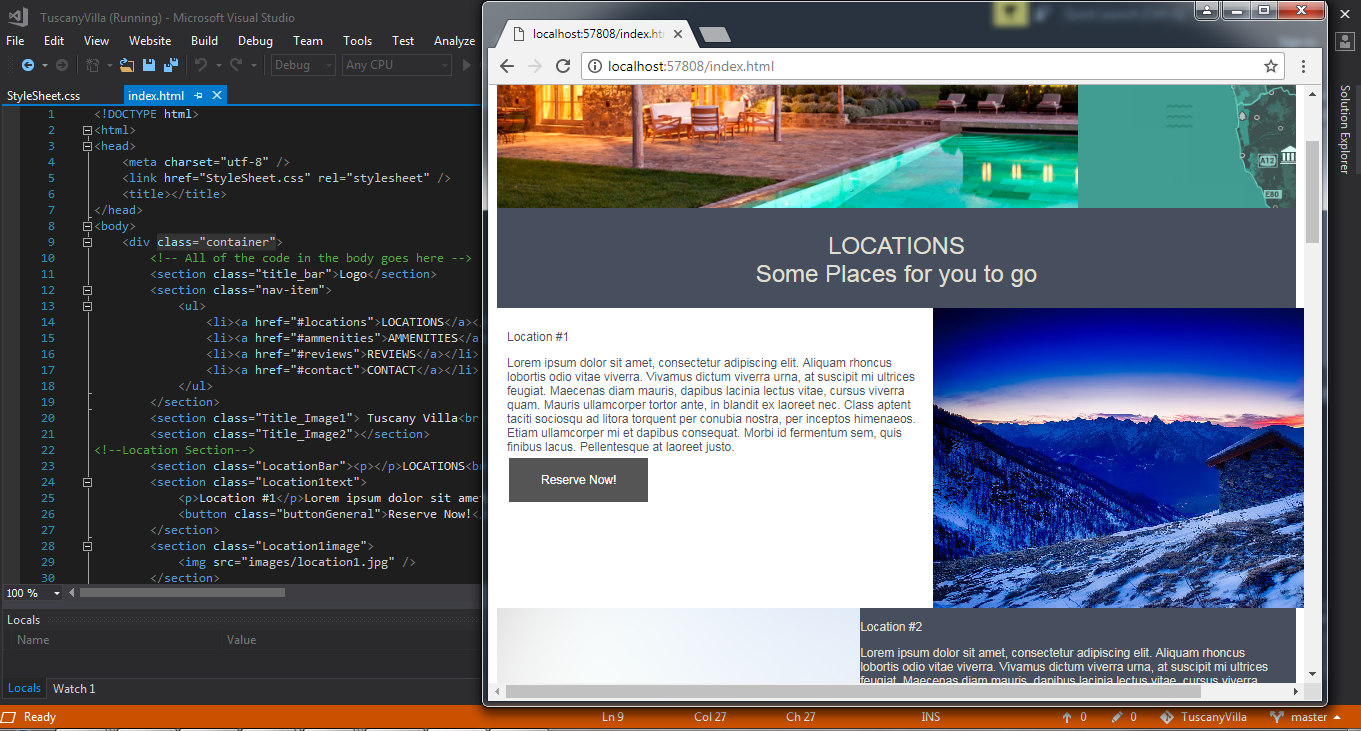 TuscanyVilla (Running) - Microsoft Visual Studio
File Edit View Website Build Debug Team Tools Test Analyze
Debug Any CPU
StyleSheet.css index.html
1 <!DOCTYPE html>
2 <html>
3 <head>
4 <meta charset="utf-8" />
5 <link href="StyleSheet.css" rel="stylesheet" />
6 <title></title>
7 </head>
8 <body>
9 <div class="container">
10 <!-- All of the code in the body goes here -->
11 <section class="title_bar">Logo</section>
12 <section class="nav-item">
13 <ul>
14 <li><a href="#locations">LOCATIONS</a></
15 <li><a href="#ammenities">AMMENITIES</a
16 <li><a href="#reviews">REVIEWS</a></li>
17 <li><a href="#contact">CONTACT</a></li>
18 </ul>
19 </section>
20 <section class="Title_Image1"> Tuscany Villa<br
21 <section class="Title_Image2"></section>
22 <!--Location Section-->
23 <section class="LocationBar"><p></p>LOCATIONS<b
24 <section class="Location1text">
25 <p>Location #1</p>Lorem ipsum dolor sit ame
26 <button class="buttonGeneral">Reserve Now!<
27 </section>
28 <section class="Location1image">
29 <img src="images/location1.jpg" />
30 </section>
100 %
Locals
Name Value
Locals Watch 1
Ready Ln 9 Col 27 Ch 27 INS 0 0 TuscanyVilla master
Solution Explorer
localhost:57808/index.ht
localhost:57808/index.html
A12
E80
LOCATIONS
Some Places for you to go
Location #1
Lorem ipsum dolor sit amet, consectetur adipiscing elit. Aliquam rhoncus
lobortis odio vitae viverra. Vivamus dictum viverra urna, at suscipit mi ultrices
feugiat. Maecenas diam mauris, dapibus lacinia lectus vitae, cursus viverra
quam. Mauris ullamcorper tortor ante, in blandit ex laoreet nec. Class aptent
taciti sociosqu ad litora torquent per conubia nostra, per inceptos himenaeos.
Etiam ullamcorper mi et dapibus consequat. Morbi id fermentum sem, quis
finibus lacus. Pellentesque at laoreet justo.
Reserve Now!
Location #2
Lorem ipsum dolor sit amet, consectetur adipiscing elit. Aliquam rhoncus
lobortis odio vitae viverra. Vivamus dictum viverra urna, at suscipit mi ultrices
feugiat. Maecenas diam mauris, dapibus lacinia lectus vitae, cursus viverra